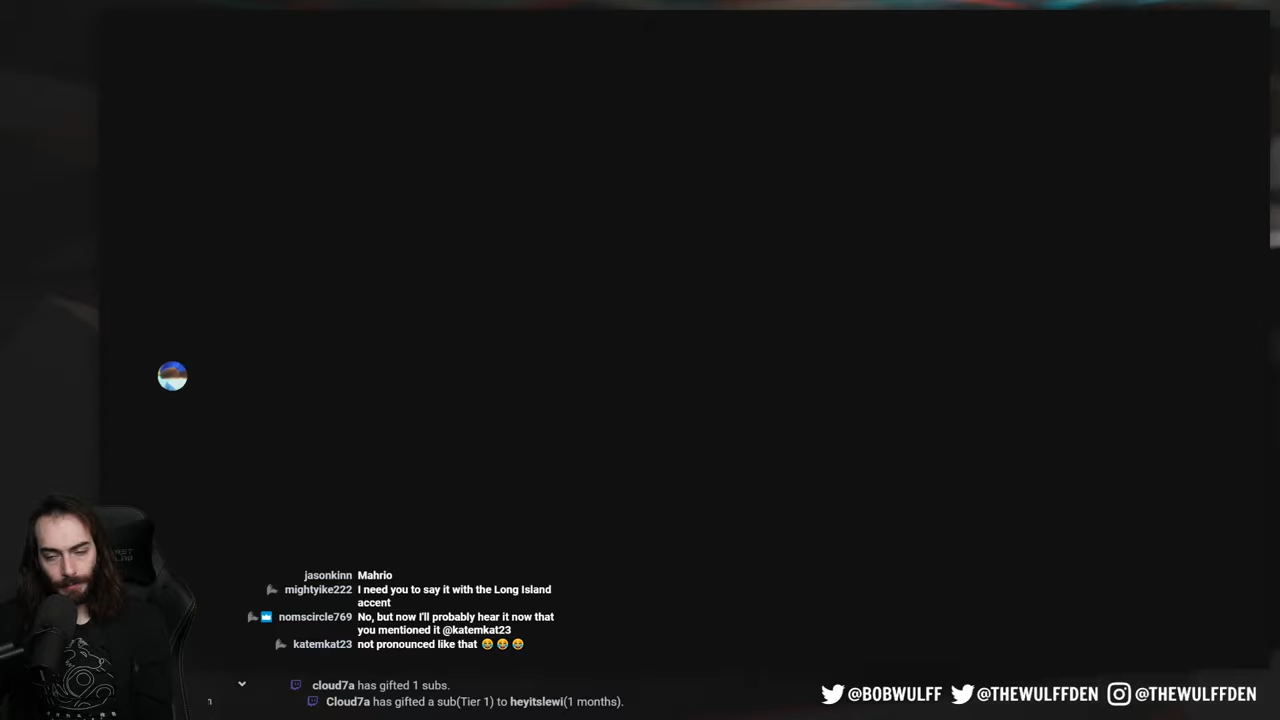 jasonkinn Mahrio
mightyike222 I need you to say it with the Long Island
accent
nomscircle769 No, but now I'll probably hear it now that
you mentioned it @katemkat23
katemkat23 not pronounced like that 😂 😂 😂
cloud7a has gifted 1 subs.
Cloud7a has gifted a sub(Tier 1) to heyitslewi(1 months).
@BOBWULFF @THEWULFFDEN @THEWULFFDEN